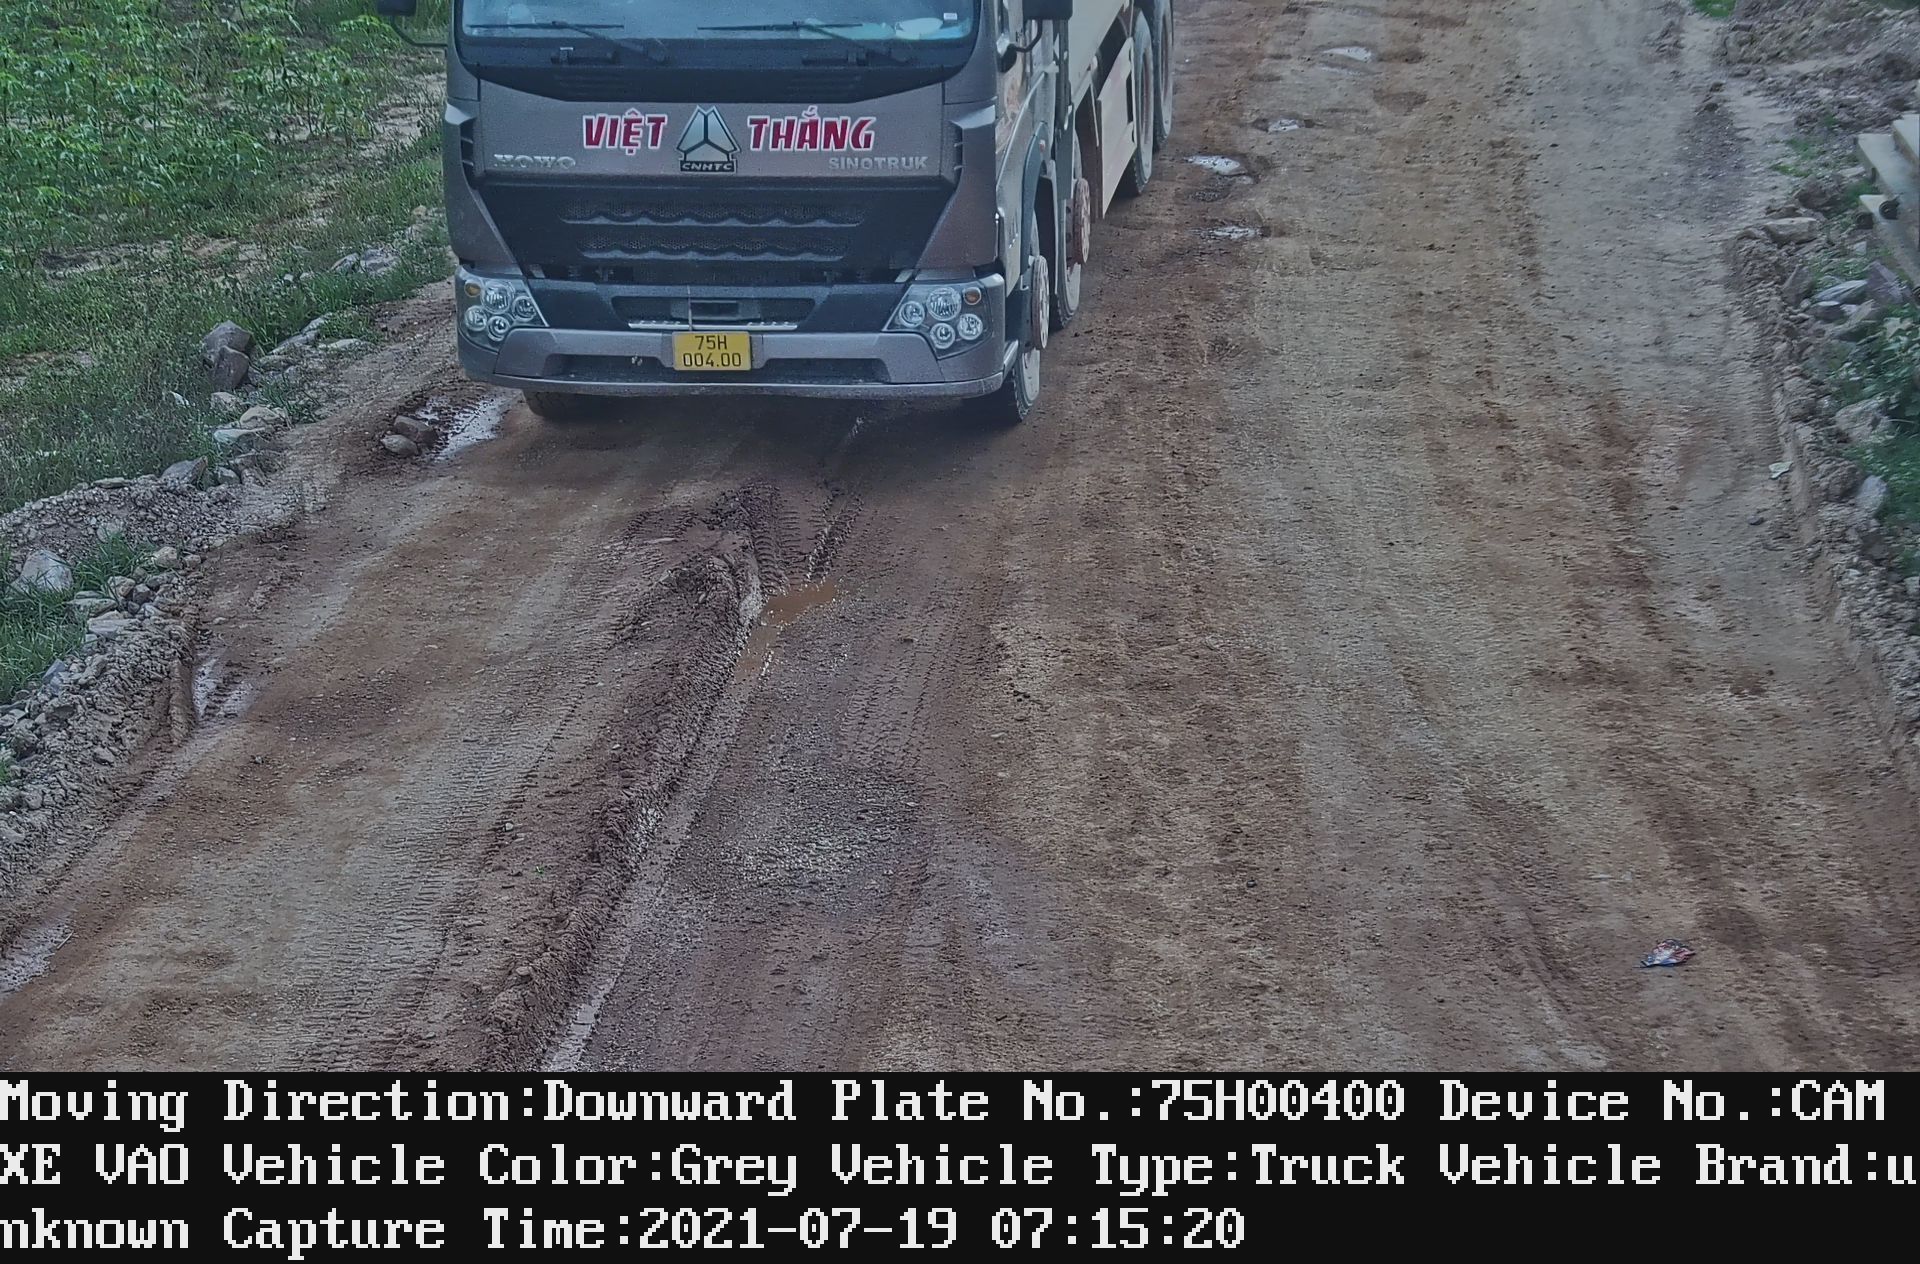 VIỆT THẮNG
HOWO CNHTC SINOTRUK
75H
004.00
Moving Direction:Downward Plate No.:75H00400 Device No.:CAM
XE VAO Vehicle Color:Grey Vehicle Type:Truck Vehicle Brand:u
nknown Capture Time:2021-07-19 07:15:20